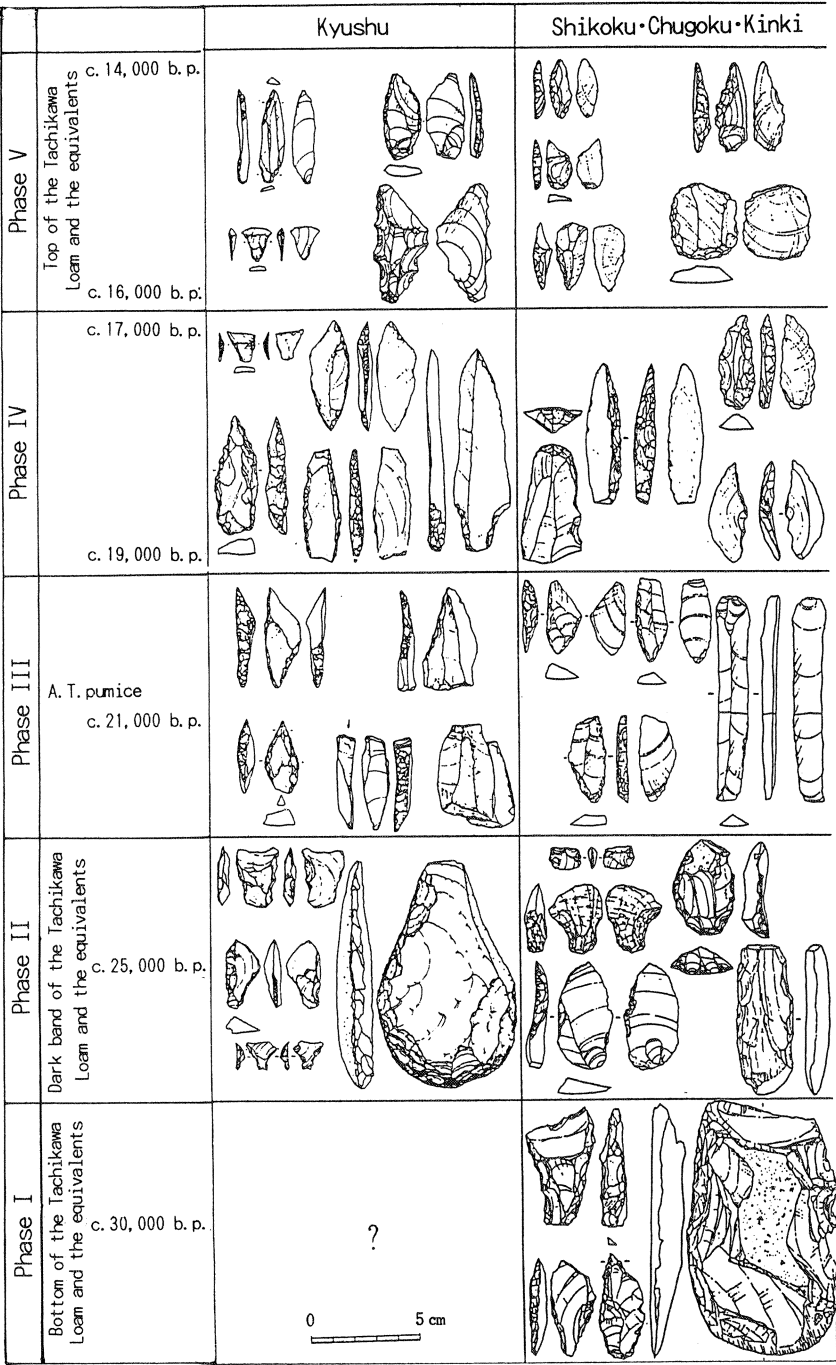 Kyushu
Shikoku・Chugoku・Kinki
Phase V
Top of the Tachikawa
Loam and the equivalents
c. 14,000 b.p.
c. 16,000 b.p.
Phase IV
c. 17,000 b.p.
c. 19,000 b.p.
Phase III
A.T. pumice
c. 21,000 b.p.
Phase II
Dark band of the Tachikawa
Loam and the equivalents
c. 25,000 b.p.
Phase I
Bottom of the Tachikawa
Loam and the equivalents
c. 30,000 b.p.
?
0 5 cm